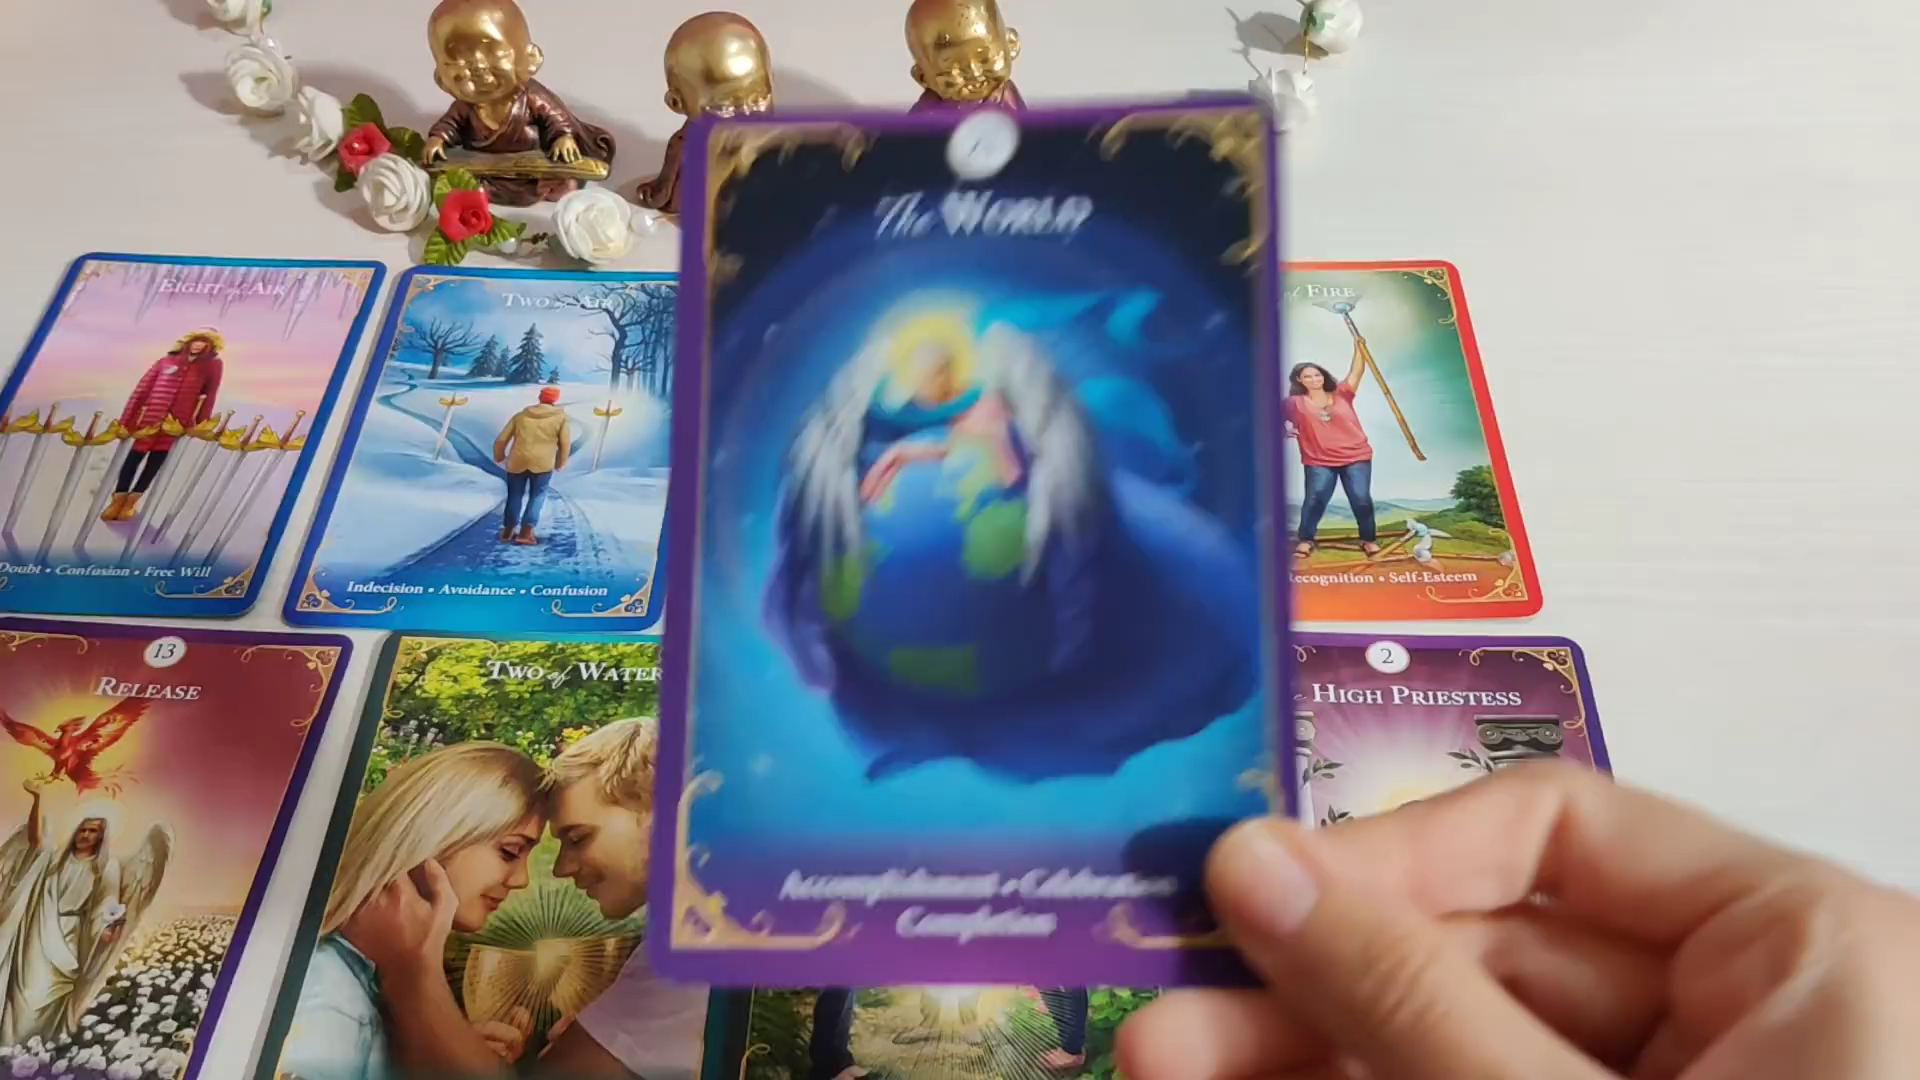 The WORLD
Accomplishment • Celebration
Completion
EIGHT of AIR
Doubt • Confusion • Free Will
TWO of AIR
Indecision • Avoidance • Confusion
of FIRE
Recognition • Self-Esteem
13
RELEASE
TWO of WATER
2
HIGH PRIESTESS